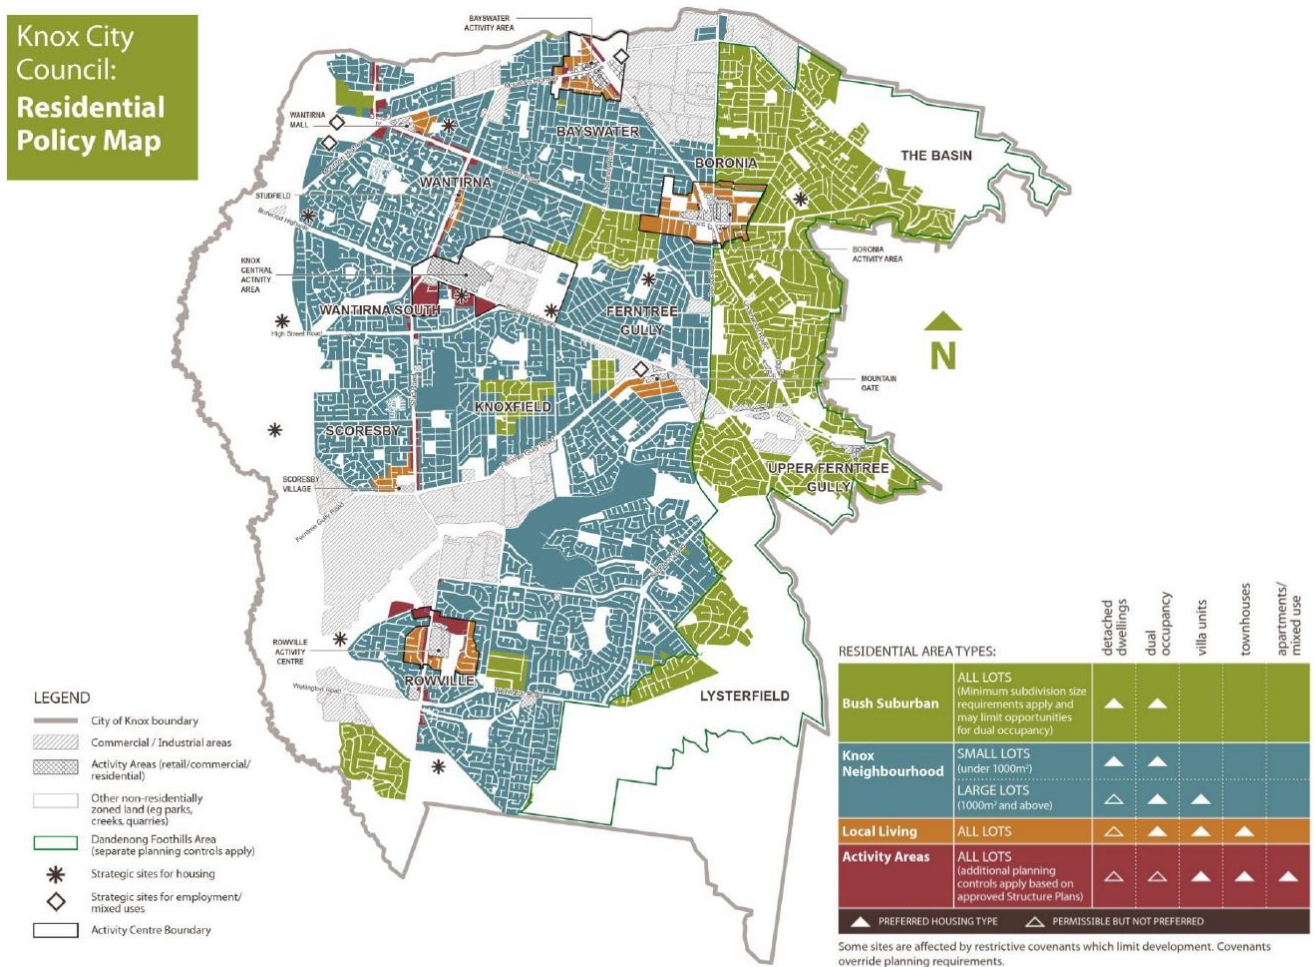 Knox City
Council:
Residential
Policy Map
BAYSWATER
ACTIVITY AREA
WANTIRNA
MALL
BAYSWATER
BORONIA
THE BASIN
WANTIRNA
STUDFIELD
Burwood Highway
KNOX
CENTRAL
ACTIVITY
AREA
BORONIA
ACTIVITY AREA
WANTIRNA SOUTH
FERNTREE
GULLY
High Street Road
N
MOUNTAIN
GATE
KNOXFIELD
SCORESBY
UPPER FERNTREE
GULLY
SCORESBY
VILLAGE
Ferntree Gully Road
ROWVILLE
ACTIVITY
CENTRE
ROWVILLE
LYSTERFIELD
LEGEND
City of Knox boundary
Commercial / Industrial areas
Activity Areas (retail/commercial/
residential)
Other non-residentially
zoned land (eg parks,
creeks, quarries)
Dandenong Foothills Area
(separate planning controls apply)
Strategic sites for housing
Strategic sites for employment/
mixed uses
Activity Centre Boundary
RESIDENTIAL AREA TYPES:
detached
dwellings
dual
occupancy
villa units
townhouses
apartments/
mixed use
Bush Suburban
ALL LOTS
(Minimum subdivision size
requirements apply and
may limit opportunities
for dual occupancy)
Knox
Neighbourhood
SMALL LOTS
(under 1000m²)
LARGE LOTS
(1000m² and above)
Local Living
ALL LOTS
Activity Areas
ALL LOTS
(additional planning
controls apply based on
approved Structure Plans)
PREFERRED HOUSING TYPE
PERMISSIBLE BUT NOT PREFERRED
Some sites are affected by restrictive covenants which limit development. Covenants
override planning requirements.